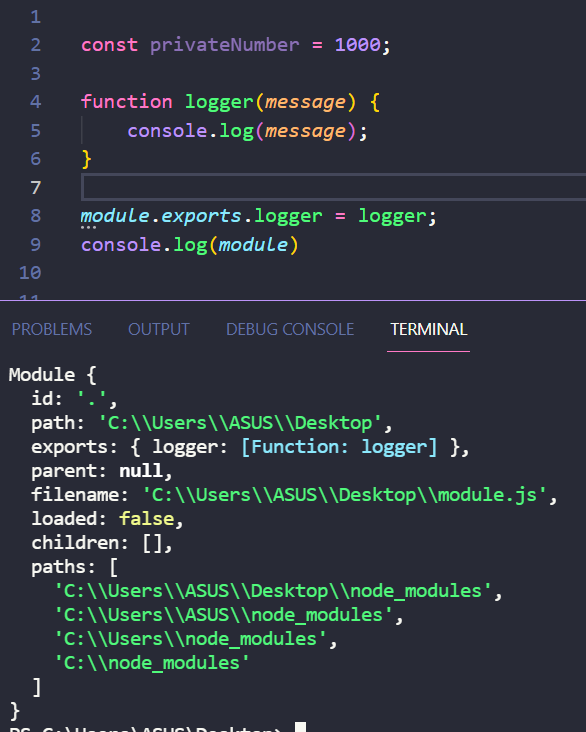 1
2 const privateNumber = 1000;
3
4 function logger(message) {
5 console.log(message);
6 }
7
8 module.exports.logger = logger;
9 console.log(module)
10
11
PROBLEMS OUTPUT DEBUG CONSOLE TERMINAL
Module {
id: '.',
path: 'C:\\Users\\ASUS\\Desktop',
exports: { logger: [Function: logger] },
parent: null,
filename: 'C:\\Users\\ASUS\\Desktop\\module.js',
loaded: false,
children: [],
paths: [
'C:\\Users\\ASUS\\Desktop\\node_modules',
'C:\\Users\\ASUS\\node_modules',
'C:\\Users\\node_modules',
'C:\\node_modules'
]
}
PS C:\Users\ASUS\Desktop>